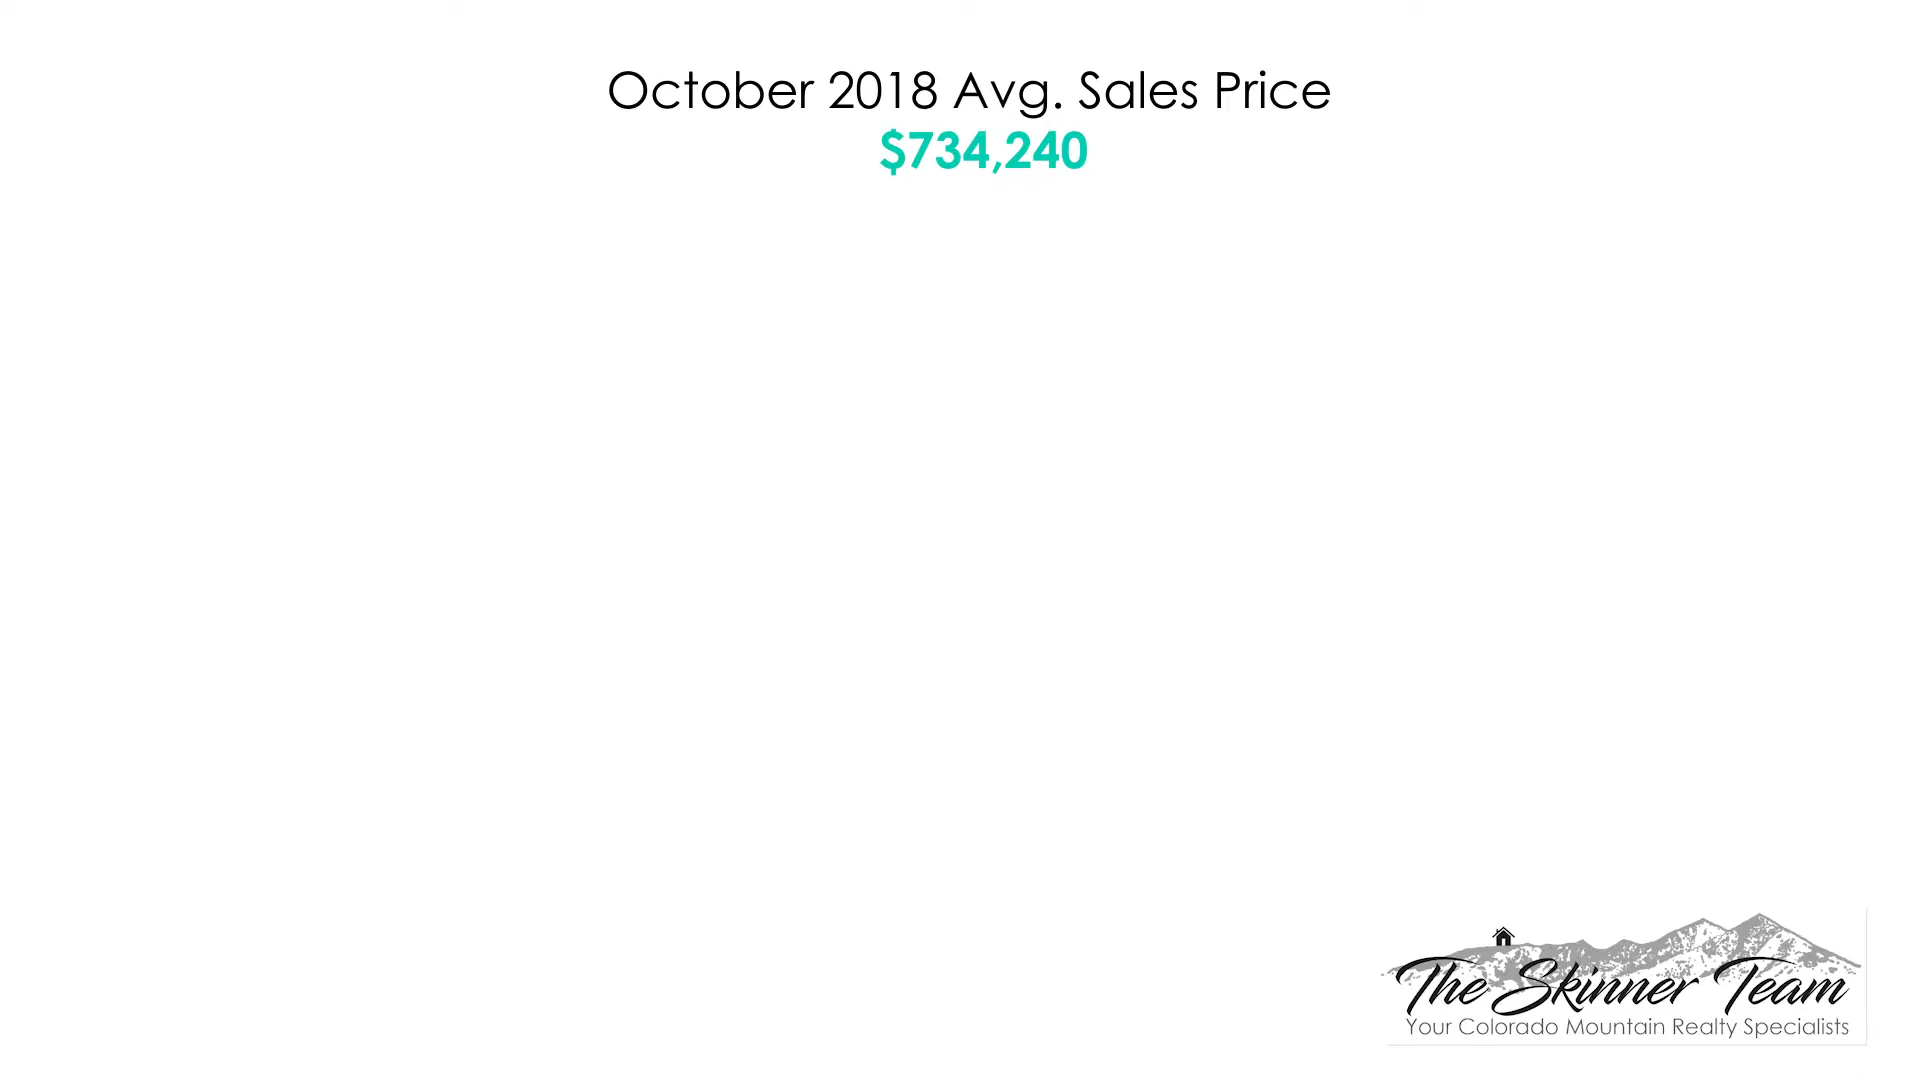 October 2018 Avg. Sales Price
$734,240
The Skinner Team
Your Colorado Mountain Realty Specialists